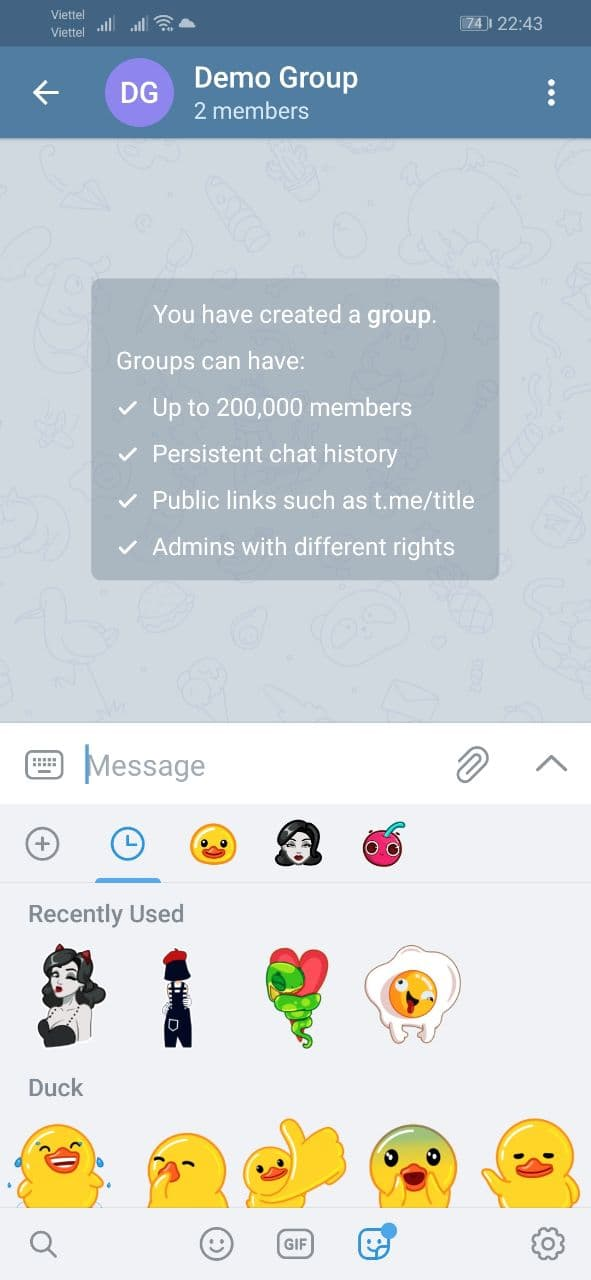 Viettel
Viettel
74 22:43
DG
Demo Group
2 members
You have created a group.
Groups can have:
Up to 200,000 members
Persistent chat history
Public links such as t.me/title
Admins with different rights
Message
Recently Used
Duck
GIF